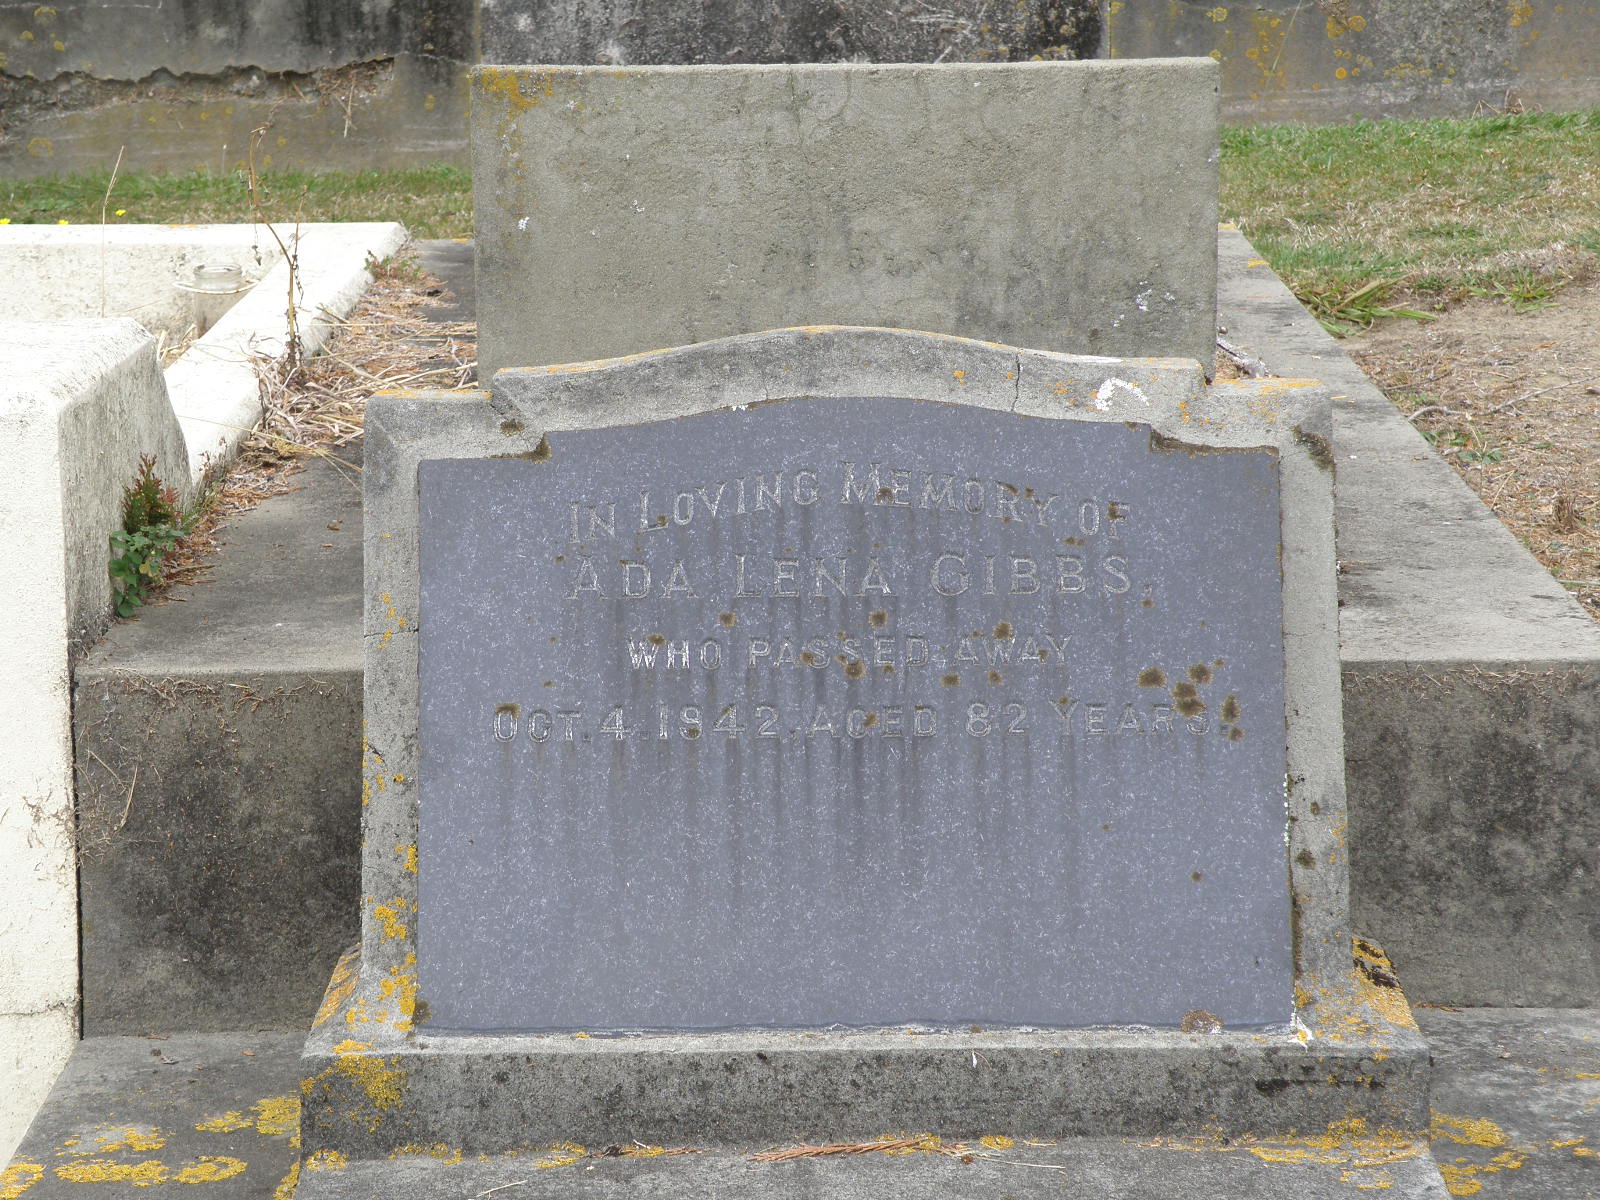 IN LOVING MEMORY OF
ADA LENA GIBBS,
WHO PASSED AWAY
OCT. 4. 1942. AGED 82 YEARS.